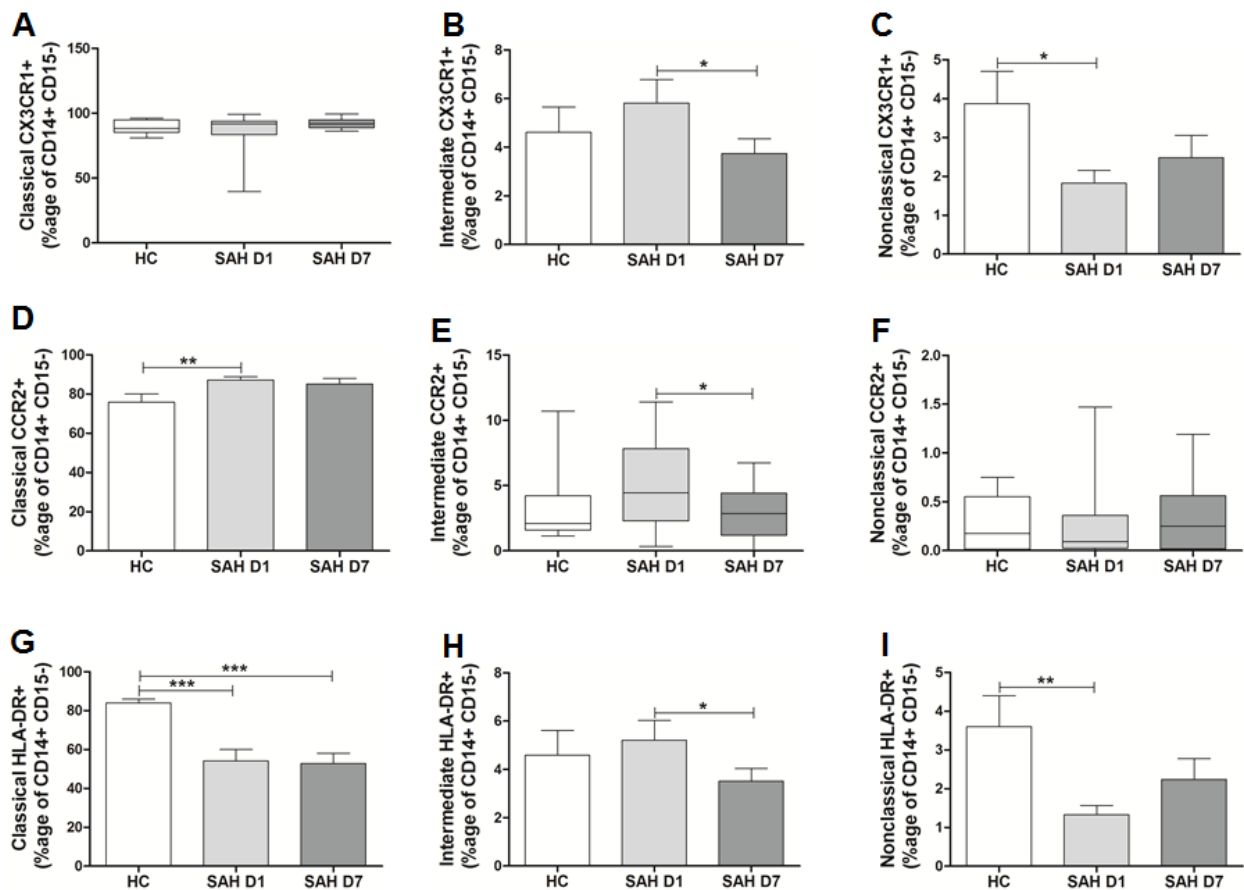 A
Classical CX3CR1+
(%age of CD14+ CD15-)
150
100
50
0
HC
SAH D1
SAH D7
B
Intermediate CX3CR1+
(%age of CD14+ CD15-)
8
6
4
2
0
*
HC
SAH D1
SAH D7
C
Nonclassical CX3CR1+
(%age of CD14+ CD15-)
5
4
3
2
1
0
*
HC
SAH D1
SAH D7
D
Classical CCR2+
(%age of CD14+ CD15-)
100
80
60
40
20
0
**
HC
SAH D1
SAH D7
E
Intermediate CCR2+
(%age of CD14+ CD15-)
15
10
5
0
*
HC
SAH D1
SAH D7
F
Nonclassical CCR2+
(%age of CD14+ CD15-)
2.0
1.5
1.0
0.5
0.0
HC
SAH D1
SAH D7
G
Classical HLA-DR+
(%age of CD14+ CD15-)
100
80
60
40
20
0
***
***
HC
SAH D1
SAH D7
H
Intermediate HLA-DR+
(%age of CD14+ CD15-)
8
6
4
2
0
*
HC
SAH D1
SAH D7
I
Nonclassical HLA-DR+
(%age of CD14+ CD15-)
5
4
3
2
1
0
**
HC
SAH D1
SAH D7